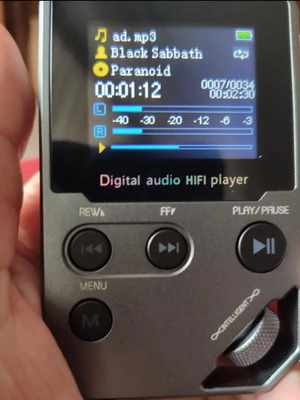 ad.mp3
Black Sabbath
Paranoid
00:01:12 0007/0034
00:02:30
L
-40 -30 -20 -12 -6 -3
R
Digital audio HIFI player
REW▲ FF▼ PLAY/PAUSE
MENU
M
INTELLIGENT